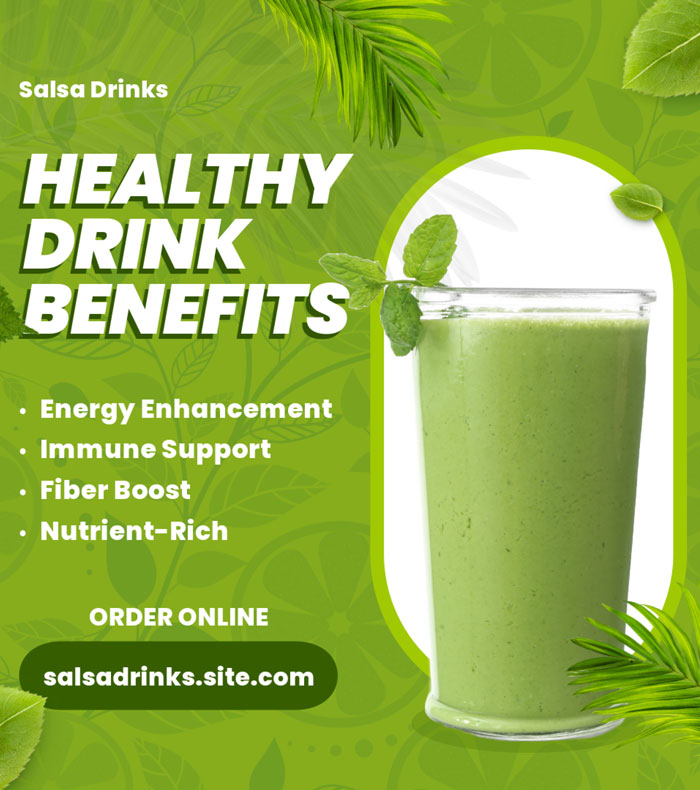 Salsa Drinks
HEALTHY
DRINK
BENEFITS
• Energy Enhancement
• Immune Support
• Fiber Boost
• Nutrient-Rich
ORDER ONLINE
salsadrinks.site.com